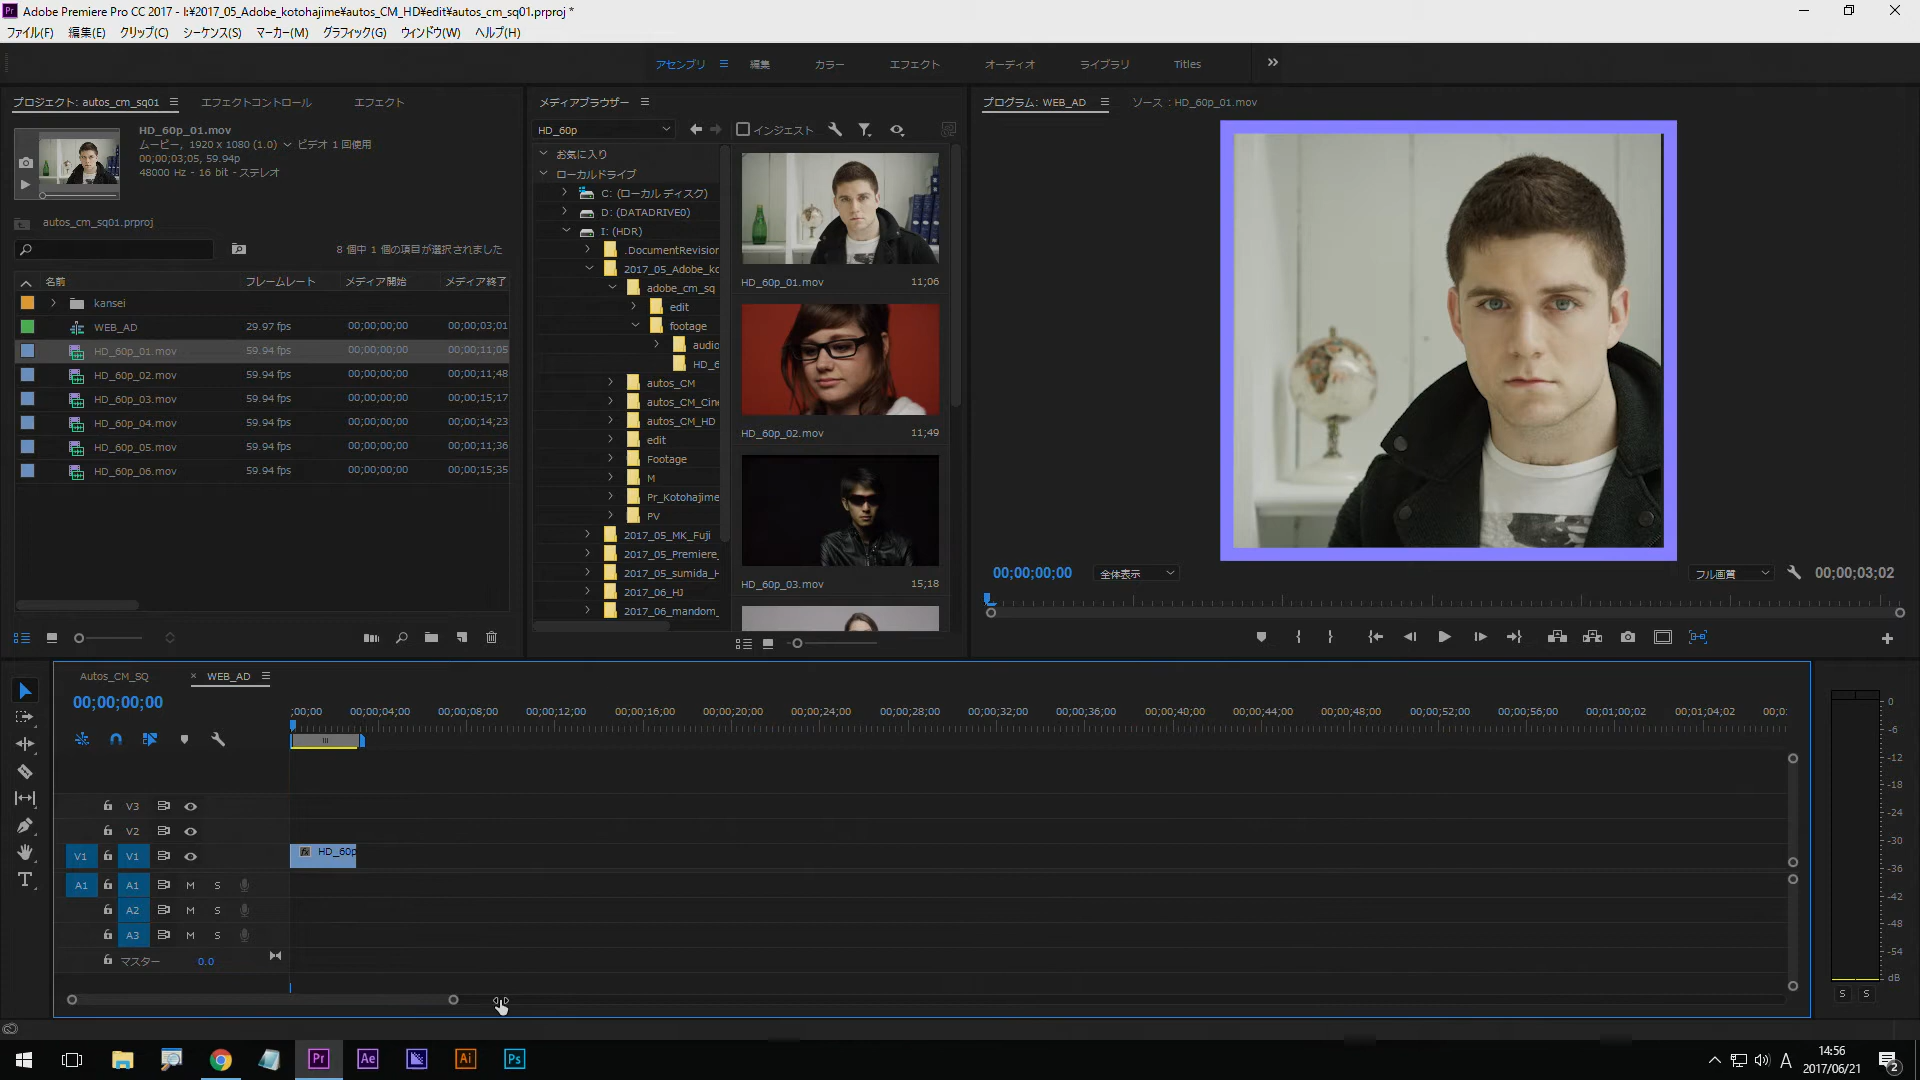 Adobe Premiere Pro CC 2017 - I:¥2017_05_Adobe_kotohajime¥autos_CM_HD¥edit¥autos_cm_sq01.prproj *
ファイル(F) 編集(E) クリップ(C) シーケンス(S) マーカー(M) グラフィック(G) ウィンドウ(W) ヘルプ(H)
アセンブリ 編集 カラー エフェクト オーディオ ライブラリ Titles
プロジェクト: autos_cm_sq01 エフェクトコントロール エフェクト
HD_60p_01.mov
ムービー, 1920 x 1080 (1.0) ビデオ 1 回使用
00;00;03;05, 59.94p
48000 Hz - 16 bit - ステレオ
autos_cm_sq01.prproj
8 個中 1 個の項目が選択されました
名前 フレームレート メディア開始 メディア終了
kansei
WEB_AD 29.97 fps 00;00;00;00 00;00;03;01
HD_60p_01.mov 59.94 fps 00;00;00;00 00;00;11;05
HD_60p_02.mov 59.94 fps 00;00;00;00 00;00;11;48
HD_60p_03.mov 59.94 fps 00;00;00;00 00;00;15;17
HD_60p_04.mov 59.94 fps 00;00;00;00 00;00;14;23
HD_60p_05.mov 59.94 fps 00;00;00;00 00;00;11;36
HD_60p_06.mov 59.94 fps 00;00;00;00 00;00;15;35
メディアブラウザー
HD_60p インジェスト
お気に入り
ローカルドライブ
C: (ローカル ディスク)
D: (DATADRIVE0)
I: (HDR)
.DocumentRevision
2017_05_Adobe_kc
adobe_cm_sq
edit
footage
audio
HD_6
autos_CM
autos_CM_Cine
autos_CM_HD
edit
Footage
M
Pr_Kotohajime
PV
2017_05_MK_Fuji
2017_05_Premiere_
2017_05_sumida_H
2017_06_HJ
2017_06_mandom_
HD_60p_01.mov 11;06
HD_60p_02.mov 11;49
HD_60p_03.mov 15;18
プログラム: WEB_AD ソース : HD_60p_01.mov
00;00;00;00 全体表示 フル画質 00;00;03;02
Autos_CM_SQ × WEB_AD
00;00;00;00
;00;00 00;00;04;00 00;00;08;00 00;00;12;00 00;00;16;00 00;00;20;00 00;00;24;00 00;00;28;00 00;00;32;00 00;00;36;00 00;00;40;00 00;00;44;00 00;00;48;00 00;00;52;00 00;00;56;00 00;01;00;02 00;01;04;02 00;0:
V3
V2
V1 V1 fx HD_60p
A1 A1 M S
A2 M S
A3 M S
マスター 0.0
T
0
-6
-12
-18
-24
-30
-36
-42
-48
-54
dB
S S
Pr Ae Ai Ps
A 14:56
2017/06/21
2